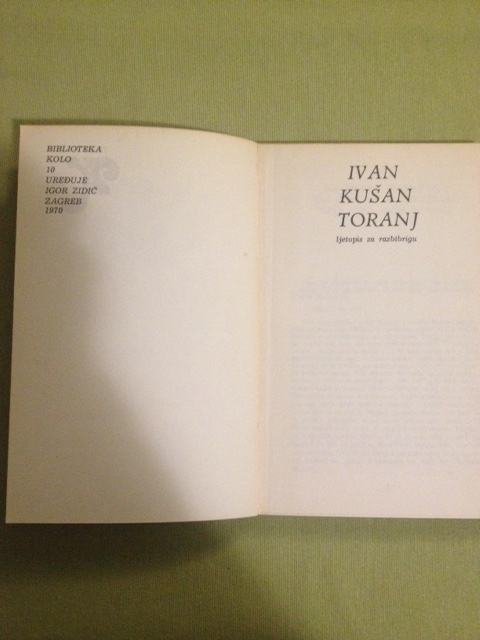 BIBLIOTEKA
KOLO
10
UREĐUJE
IGOR ZIDIĆ
ZAGREB
1970
IVAN
KUŠAN
TORANJ
ljetopis za razbibrigu